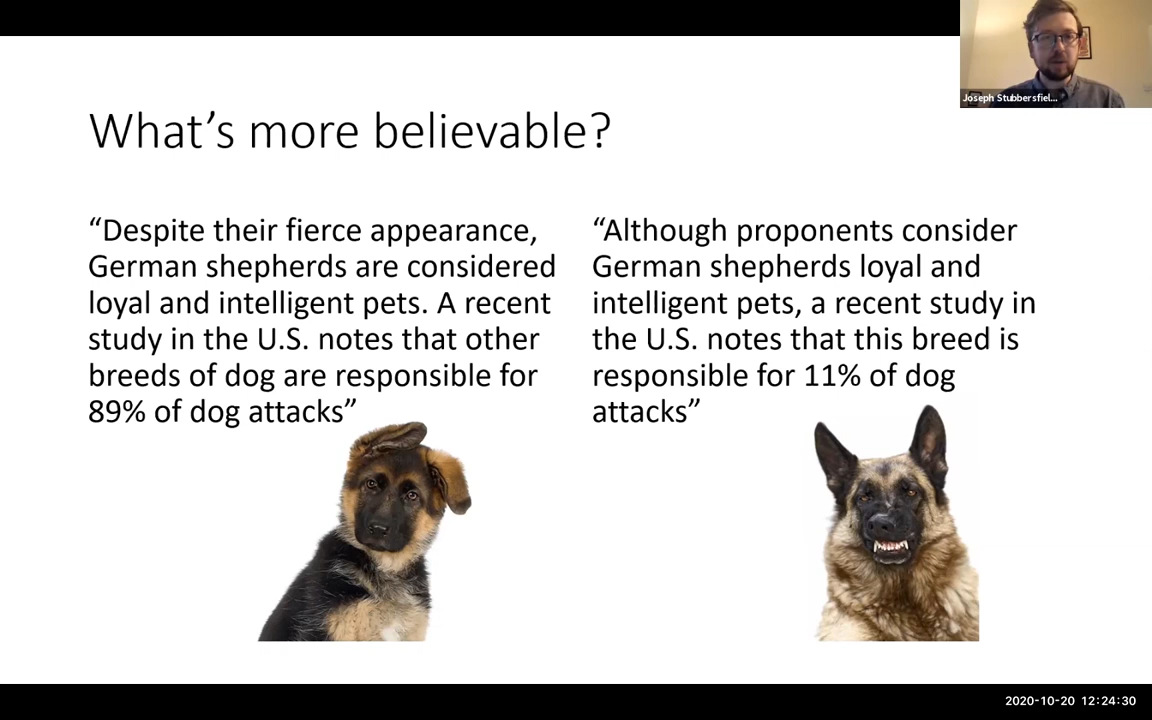 Joseph Stubbersfiel...
What’s more believable?
“Despite their fierce appearance,
German shepherds are considered
loyal and intelligent pets. A recent
study in the U.S. notes that other
breeds of dog are responsible for
89% of dog attacks”
“Although proponents consider
German shepherds loyal and
intelligent pets, a recent study in
the U.S. notes that this breed is
responsible for 11% of dog
attacks”
2020-10-20 12:24:30